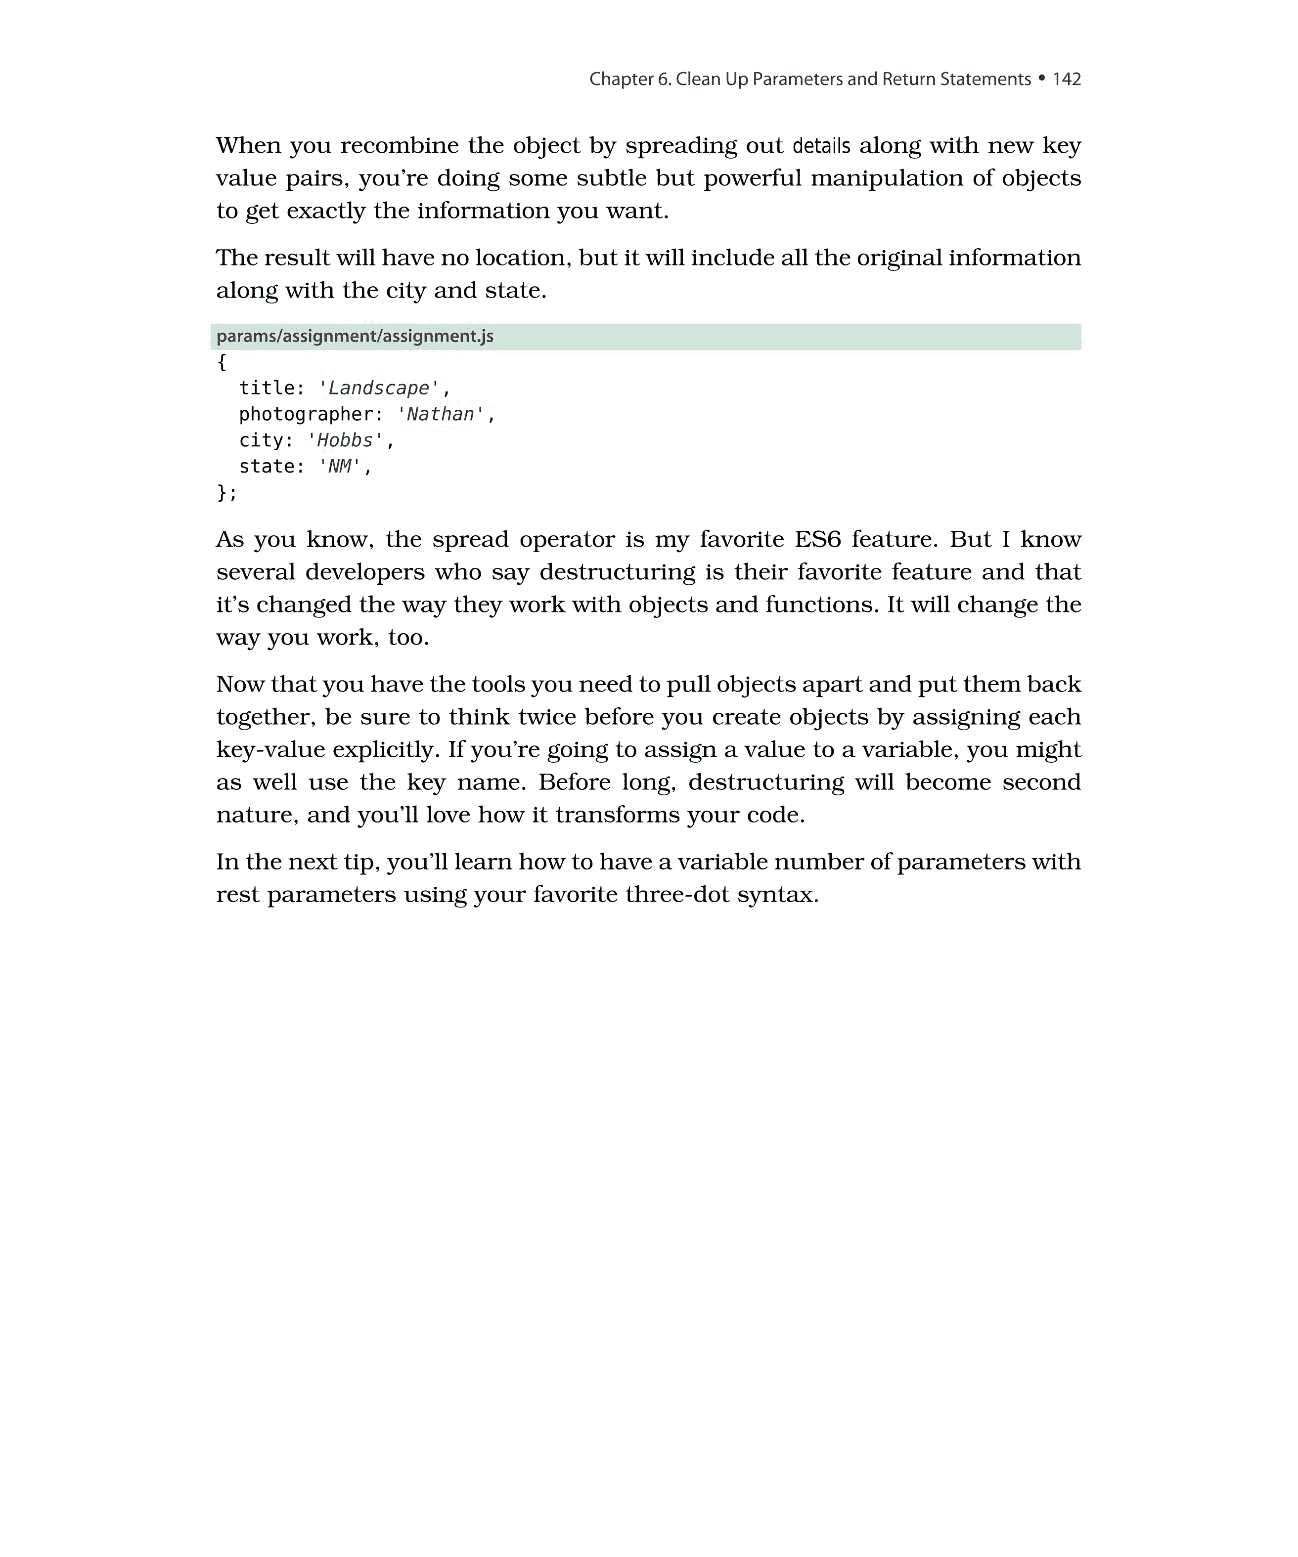 Chapter 6. Clean Up Parameters and Return Statements • 142
When you recombine the object by spreading out details along with new key
value pairs, you’re doing some subtle but powerful manipulation of objects
to get exactly the information you want.
The result will have no location, but it will include all the original information
along with the city and state.
params/assignment/assignment.js
{
  title: 'Landscape',
  photographer: 'Nathan',
  city: 'Hobbs',
  state: 'NM',
};
As you know, the spread operator is my favorite ES6 feature. But I know
several developers who say destructuring is their favorite feature and that
it’s changed the way they work with objects and functions. It will change the
way you work, too.
Now that you have the tools you need to pull objects apart and put them back
together, be sure to think twice before you create objects by assigning each
key-value explicitly. If you’re going to assign a value to a variable, you might
as well use the key name. Before long, destructuring will become second
nature, and you’ll love how it transforms your code.
In the next tip, you’ll learn how to have a variable number of parameters with
rest parameters using your favorite three-dot syntax.